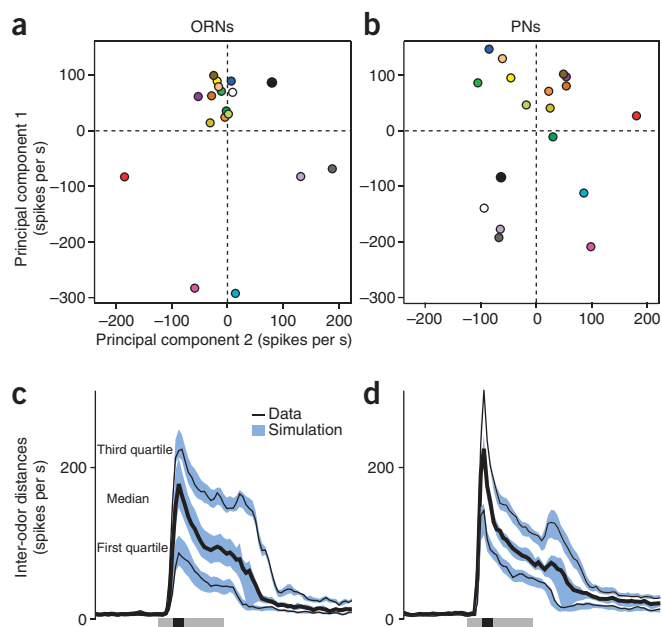 a
ORNs
b
PNs
Principal component 1
(spikes per s)
100
0
−100
−200
−300
−200
−100
0
100
200
Principal component 2 (spikes per s)
100
0
−100
−200
−300
−200
−100
0
100
200
c
d
Inter-odor distances
(spikes per s)
200
0
Third quartile
Median
First quartile
Data
Simulation
200
0